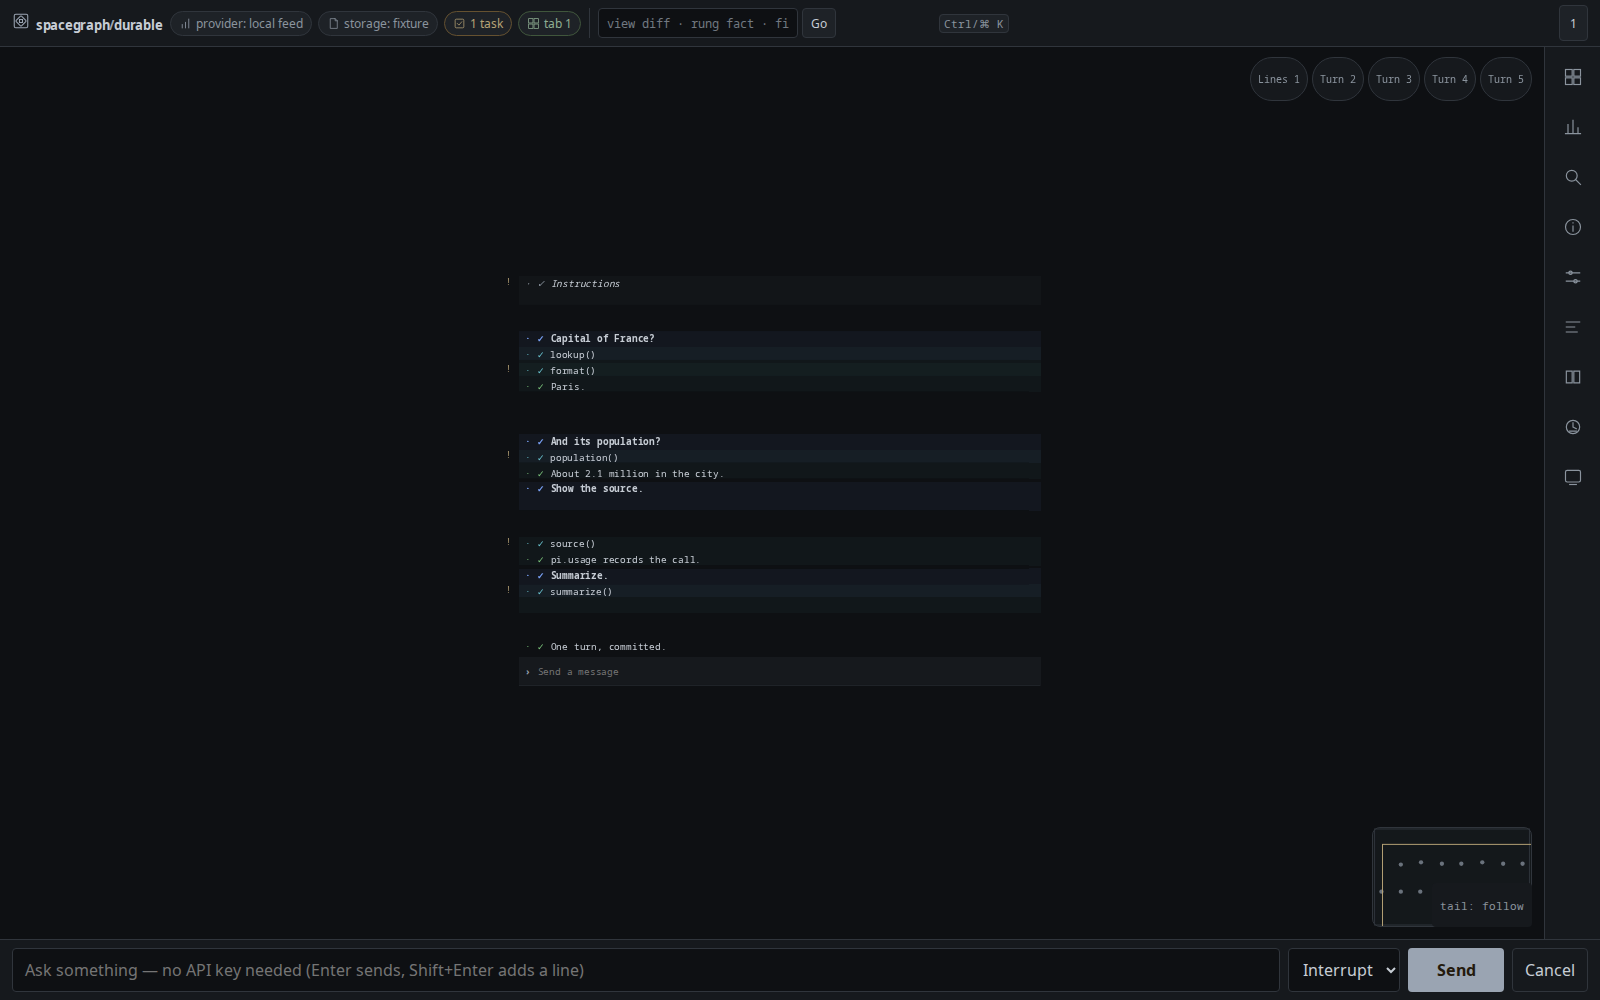 spacegraph/durable provider: local feed storage: fixture 1 task tab 1 view diff · rung fact · fi Go Ctrl/⌘ K 1
Lines 1 Turn 2 Turn 3 Turn 4 Turn 5
! · ✓ Instructions
· ✓ Capital of France?
· ✓ lookup()
! · ✓ format()
· ✓ Paris.
· ✓ And its population?
! · ✓ population()
· ✓ About 2.1 million in the city.
· ✓ Show the source.
! · ✓ source()
· ✓ pi.usage records the call.
· ✓ Summarize.
! · ✓ summarize()
· ✓ One turn, committed.
› Send a message
tail: follow
Ask something — no API key needed (Enter sends, Shift+Enter adds a line) Interrupt Send Cancel